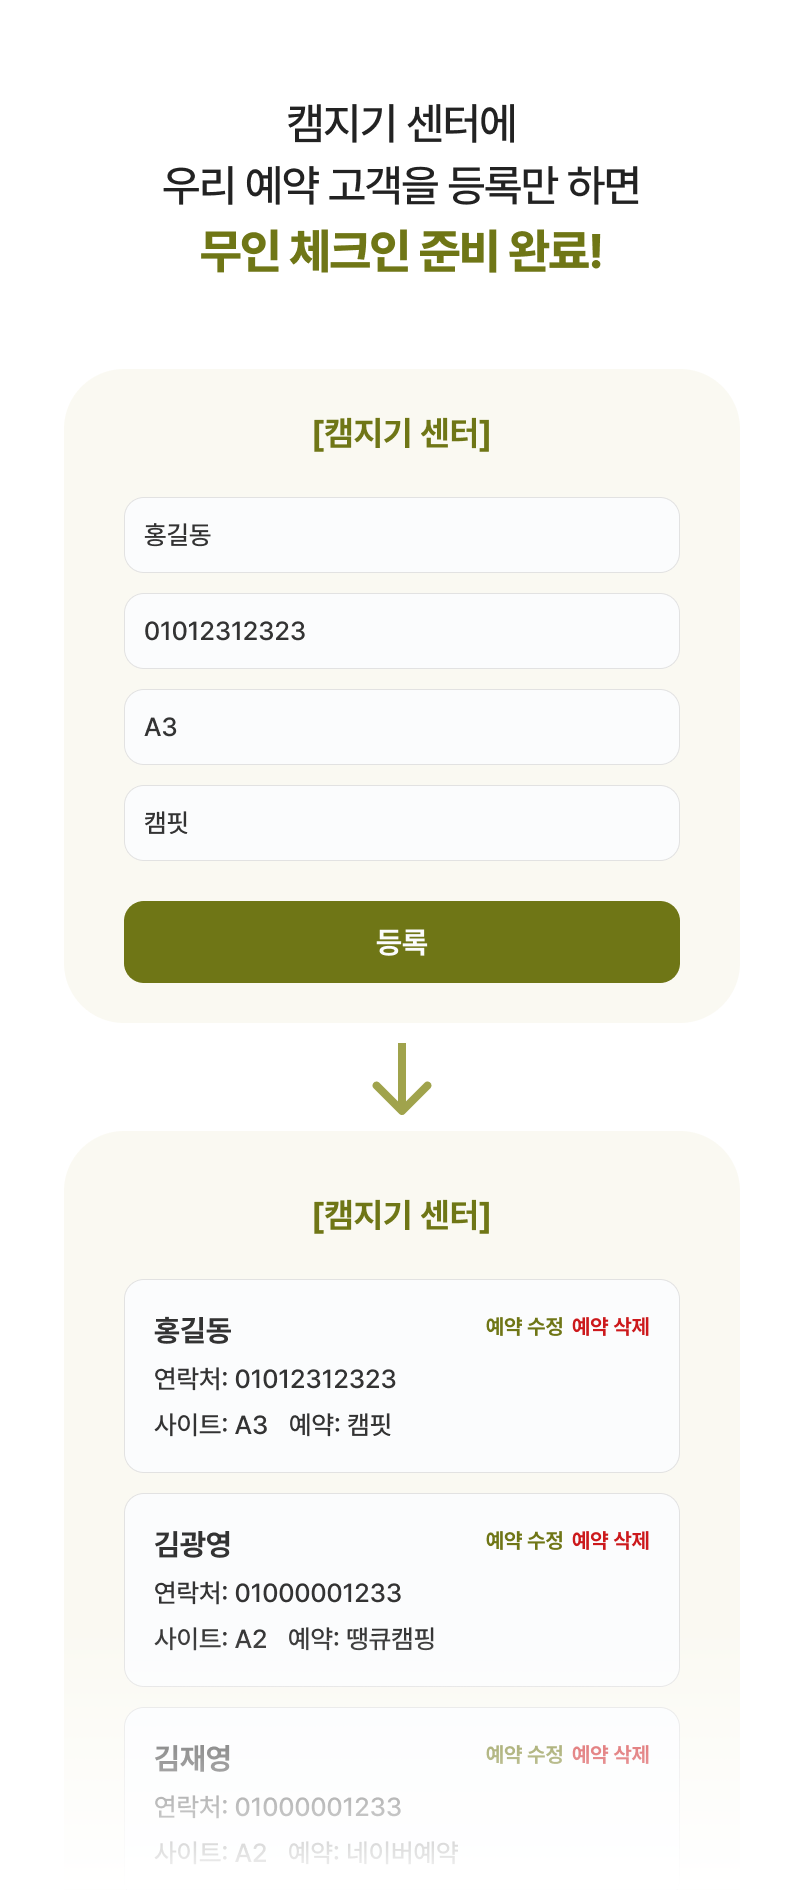 캠지기 센터에
우리 예약 고객을 등록만 하면
무인 체크인 준비 완료!
[캠지기 센터]
홍길동
01012312323
A3
캠핏
등록
[캠지기 센터]
홍길동 예약 수정 예약 삭제
연락처: 01012312323
사이트: A3 예약: 캠핏
김광영 예약 수정 예약 삭제
연락처: 01000001233
사이트: A2 예약: 땡큐캠핑
김재영 예약 수정 예약 삭제
연락처: 01000001233
사이트: A2 예약: 네이버예약